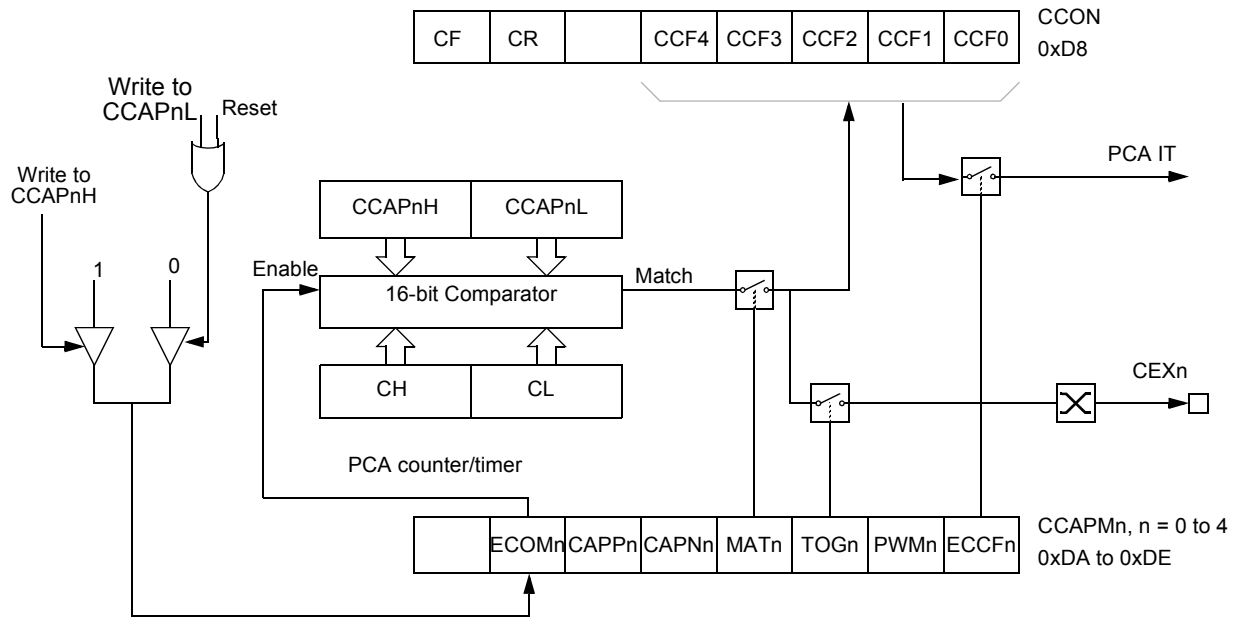 CF CR CCF4 CCF3 CCF2 CCF1 CCF0 CCON
0xD8
Write to
CCAPnL Reset
Write to
CCAPnH
PCA IT
CCAPnH CCAPnL
1 0 Enable
16-bit Comparator
Match
CH CL
CEXn
PCA counter/timer
ECOMn CAPPn CAPNn MATn TOGn PWMn ECCFn
CCAPMn, n = 0 to 4
0xDA to 0xDE